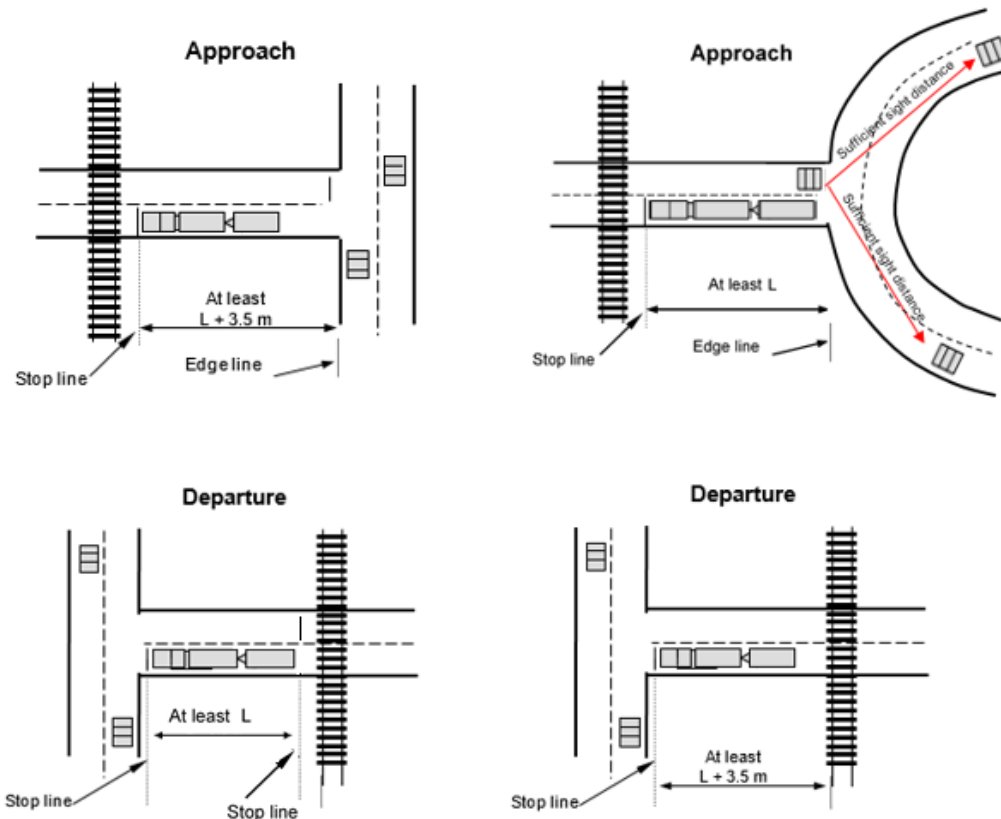 Approach
At least
L + 3.5 m
Stop line
Edge line
Approach
Sufficient sight distance
Sufficient sight distance
At least L
Stop line
Edge line
Departure
At least L
Stop line
Stop line
Departure
At least
L + 3.5 m
Stop line